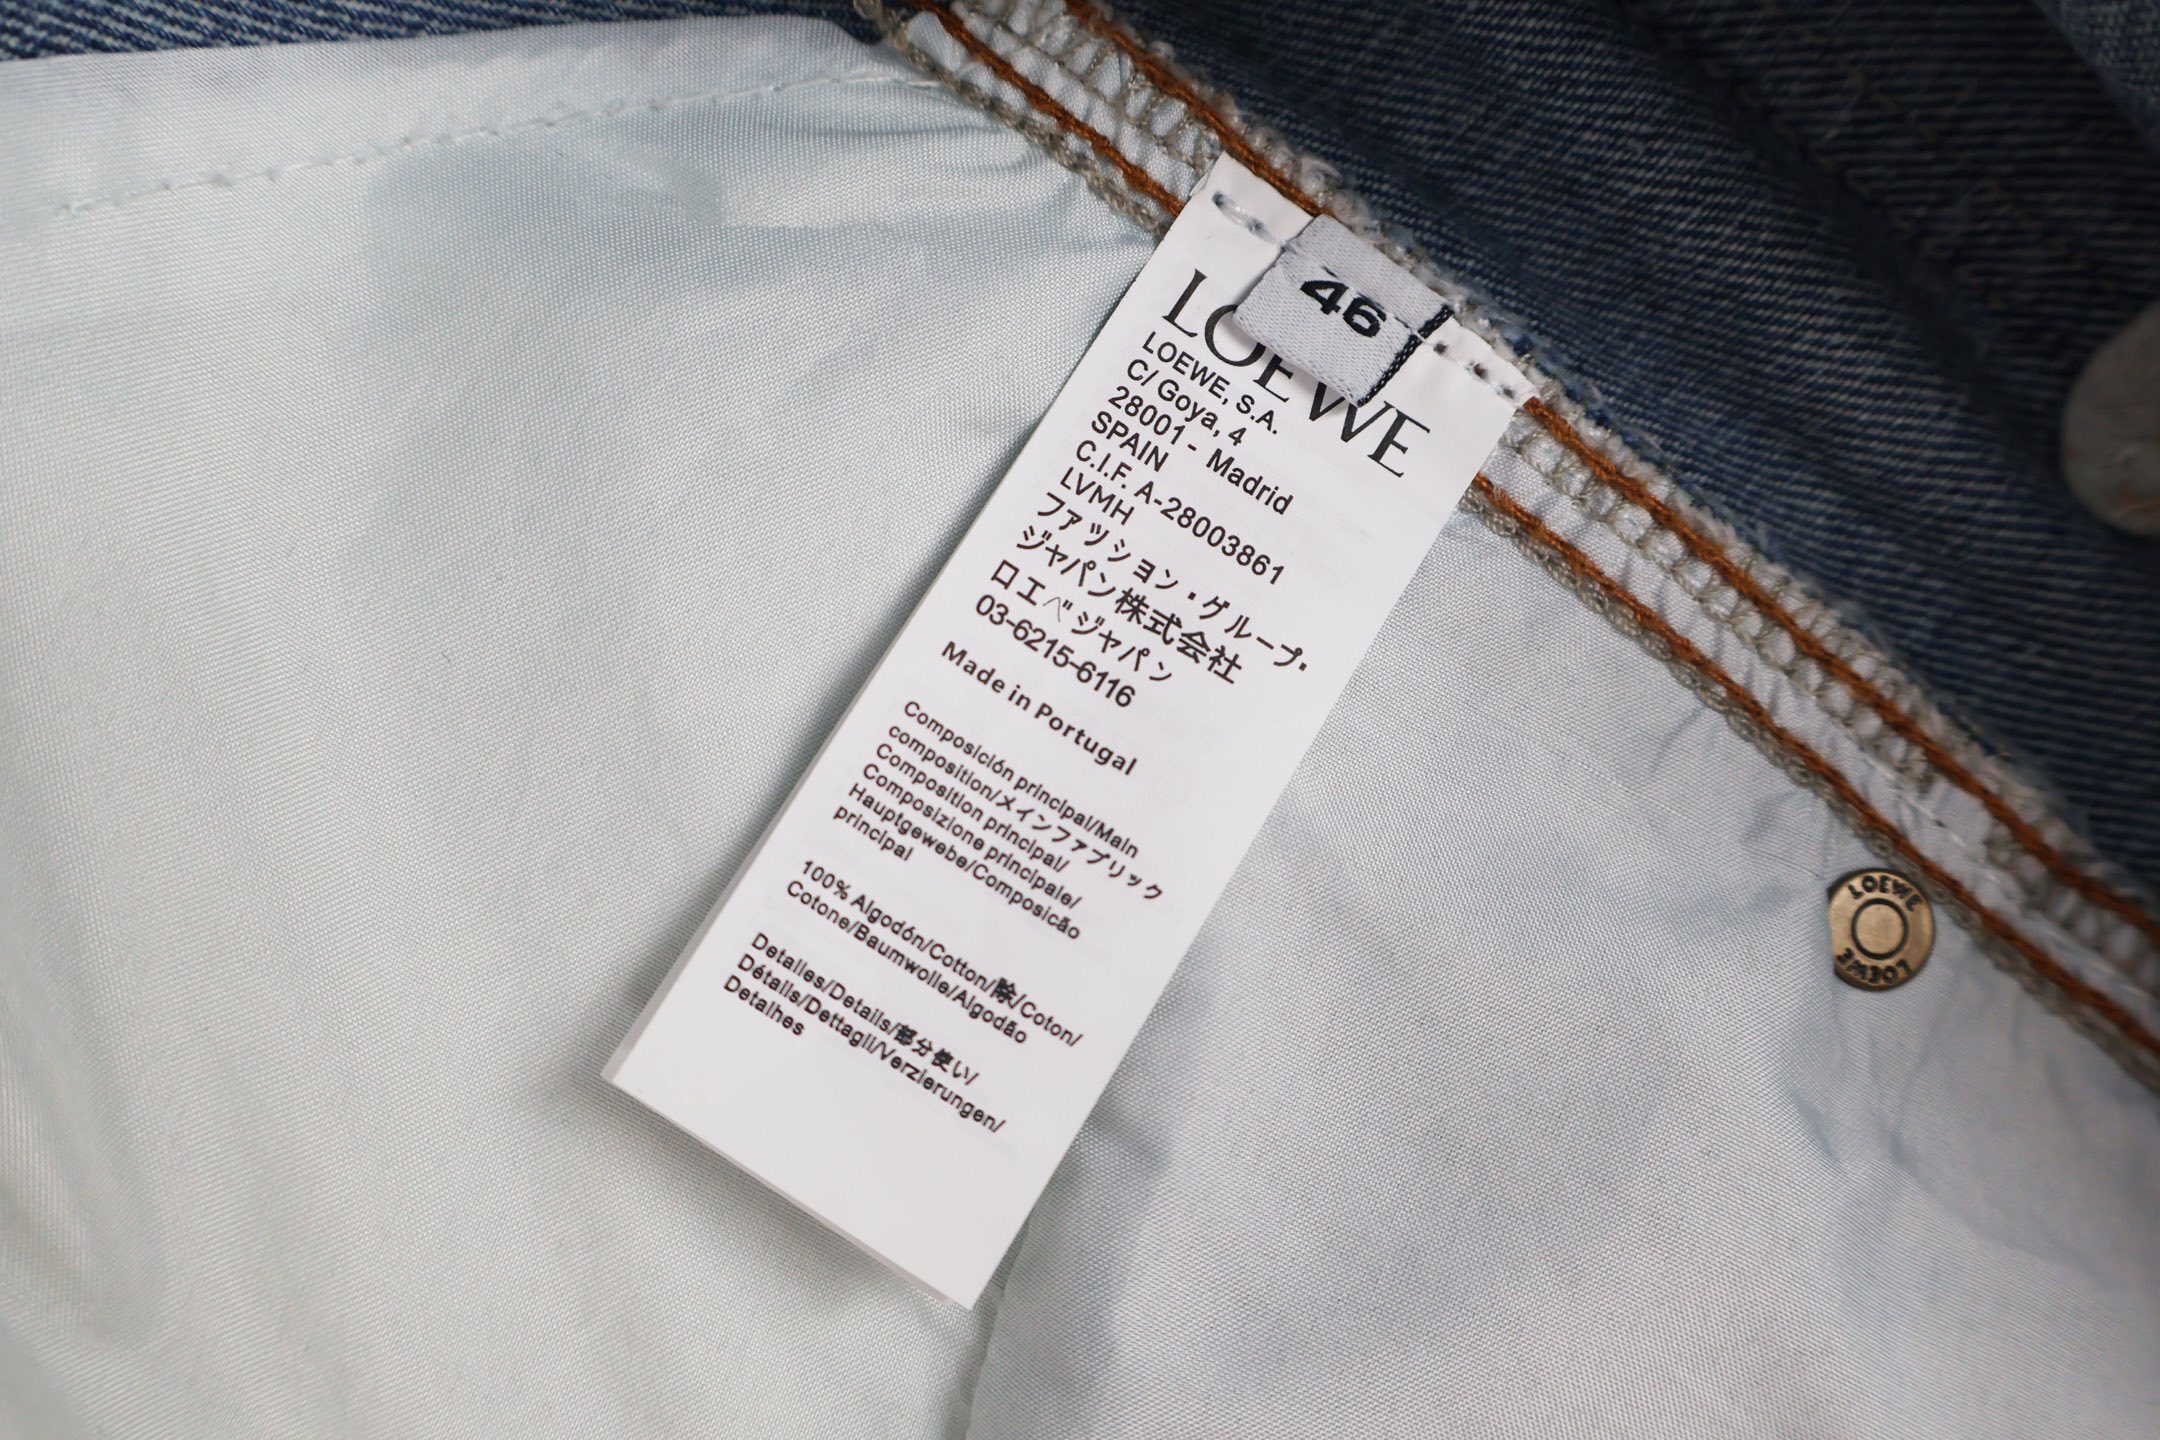 46
LOEWE
LOEWE, S.A.
C/ Goya, 4
28001 - Madrid
SPAIN
C.I.F. A-28003861
LVMH
ファッション・グループ・
ジャパン株式会社
ロエベジャパン
03-6215-6116
Made in Portugal
Composición principal/Main
composition/メインファブリック
Composition principal/
Composizione principale/
Hauptgewebe/Composicão
principal
100% Algodón/Cotton/除/Coton/
Cotone/Baumwolle/Algodão
Detalles/Details/部分使い/
Détails/Dettagli/Verzierungen/
Detalhes
LOEWE
LOEWE